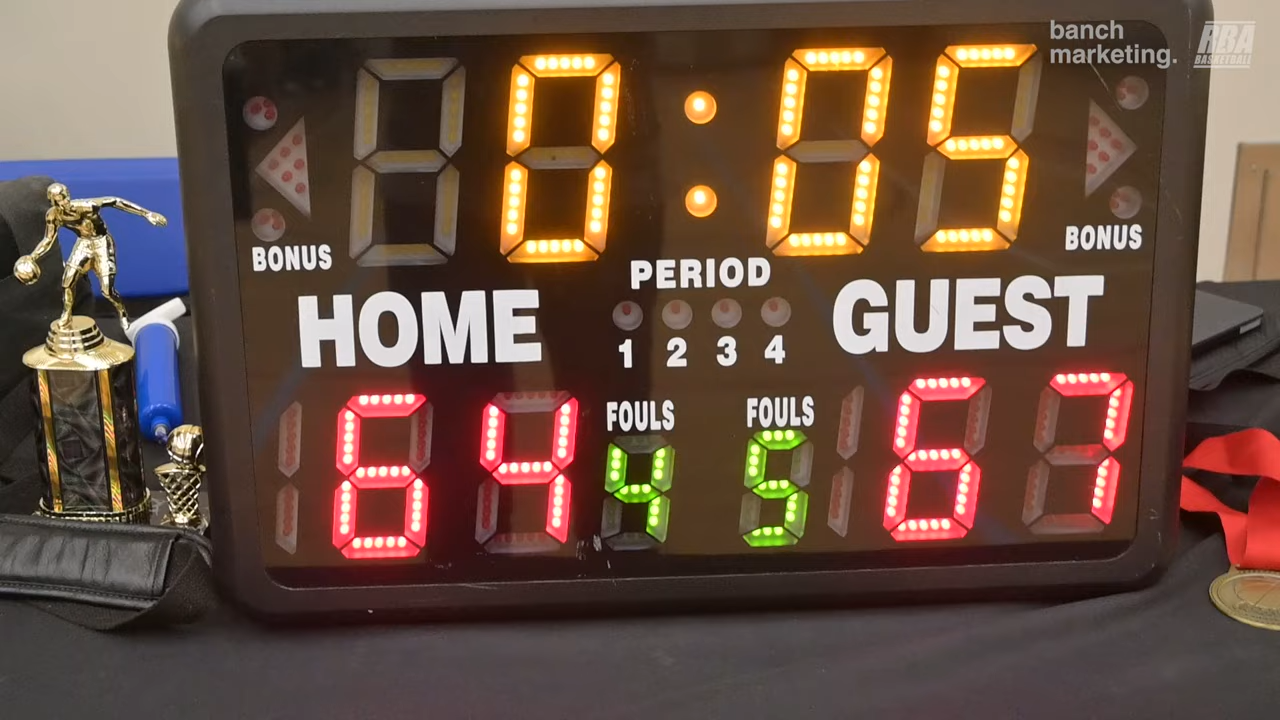 banch
marketing.
RBA
BASKETBALL
0:05
BONUS
BONUS
PERIOD
HOME
GUEST
1 2 3 4
FOULS
FOULS
64
4
5
67